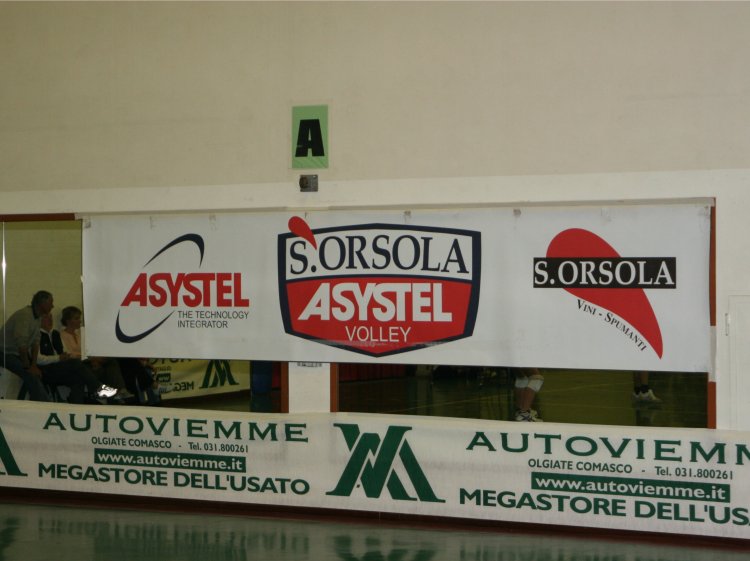 A
ASYSTEL
THE TECHNOLOGY
INTEGRATOR
S.ORSOLA
ASYSTEL
VOLLEY
S.ORSOLA
VINI - SPUMANTI
AUTOVIEMME
OLGIATE COMASCO - Tel. 031.800261
www.autoviemme.it
MEGASTORE DELL'USATO
AUTOVIEMM
OLGIATE COMASCO - Tel. 031.800261
www.autoviemme.it
MEGASTORE DELL'US